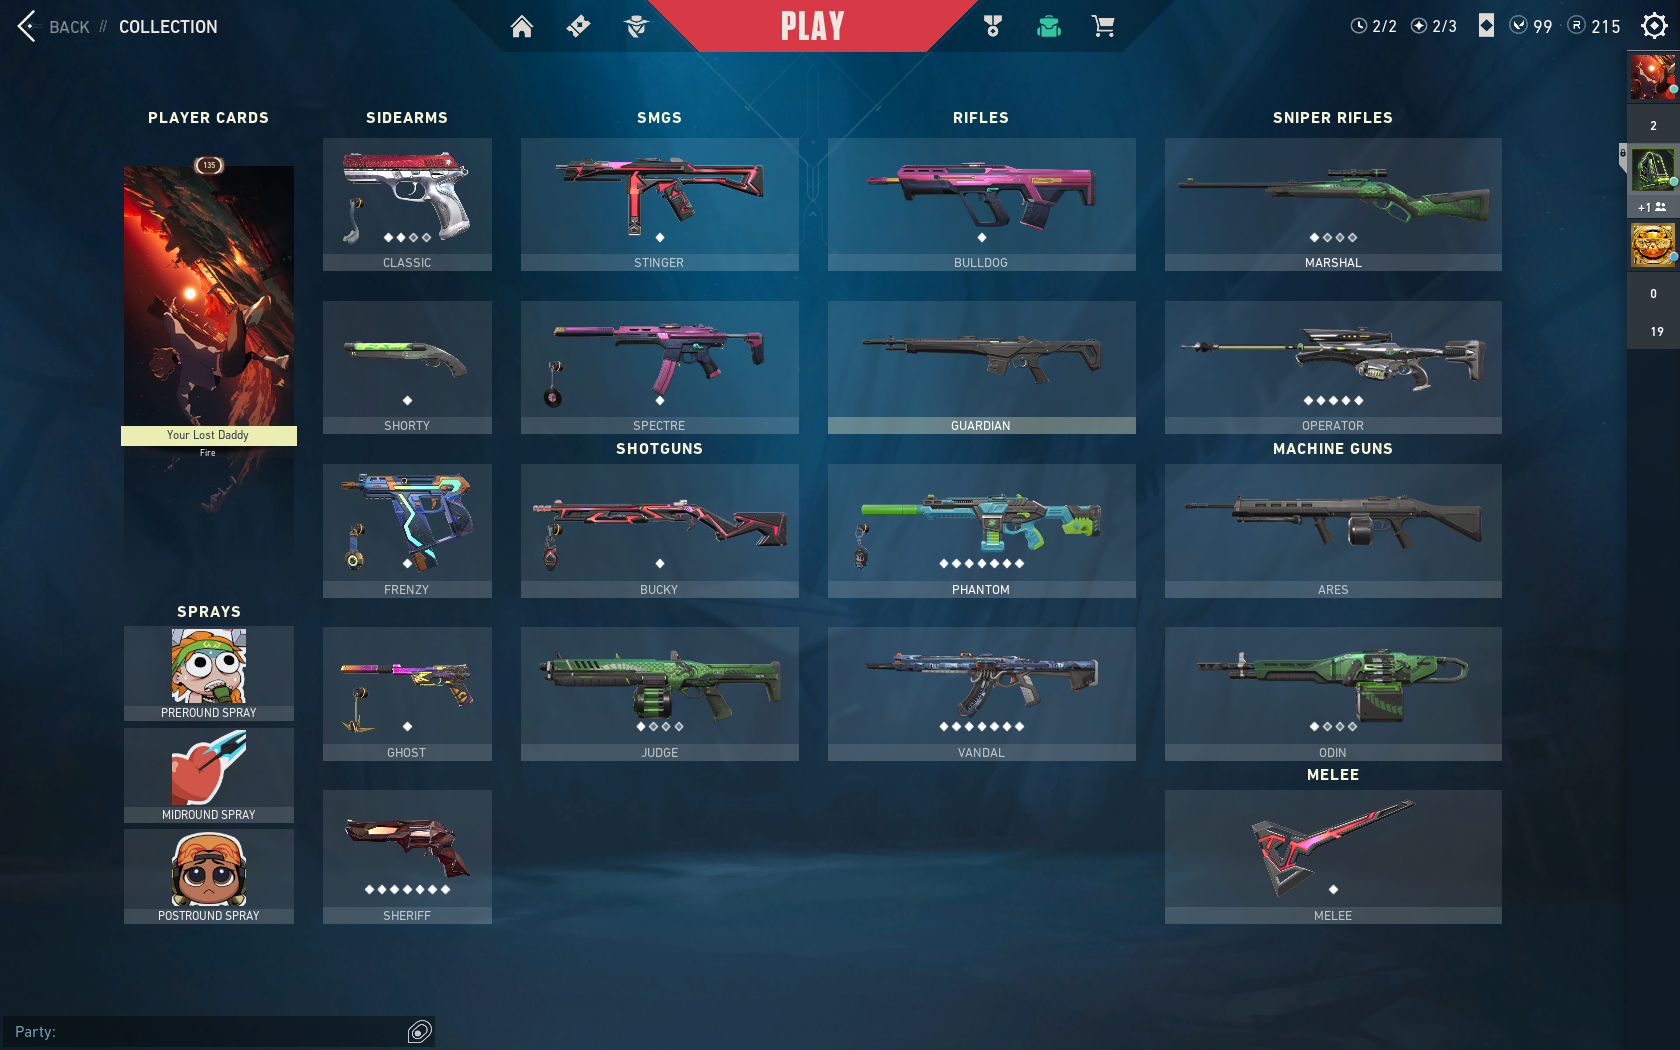 BACK // COLLECTION
PLAY
2/2 2/3 99 215
PLAYER CARDS
SIDEARMS
SMGS
RIFLES
SNIPER RIFLES
135
CLASSIC
STINGER
BULLDOG
MARSHAL
2
+1
0
19
SHORTY
SPECTRE
GUARDIAN
OPERATOR
Your Lost Daddy
Fire
SHOTGUNS
MACHINE GUNS
FRENZY
BUCKY
PHANTOM
ARES
SPRAYS
PREROUND SPRAY
GHOST
JUDGE
VANDAL
ODIN
MELEE
MIDROUND SPRAY
POSTROUND SPRAY
SHERIFF
MELEE
Party: